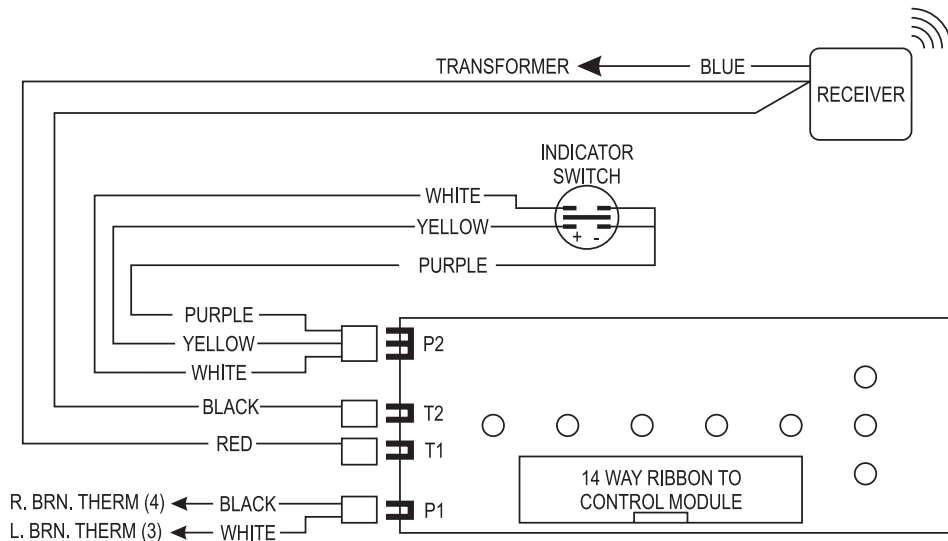 TRANSFORMER
BLUE
RECEIVER
INDICATOR
SWITCH
WHITE
YELLOW
+ -
PURPLE
PURPLE
YELLOW
WHITE
P2
BLACK
T2
RED
T1
14 WAY RIBBON TO
CONTROL MODULE
R. BRN. THERM (4)
BLACK
P1
L. BRN. THERM (3)
WHITE